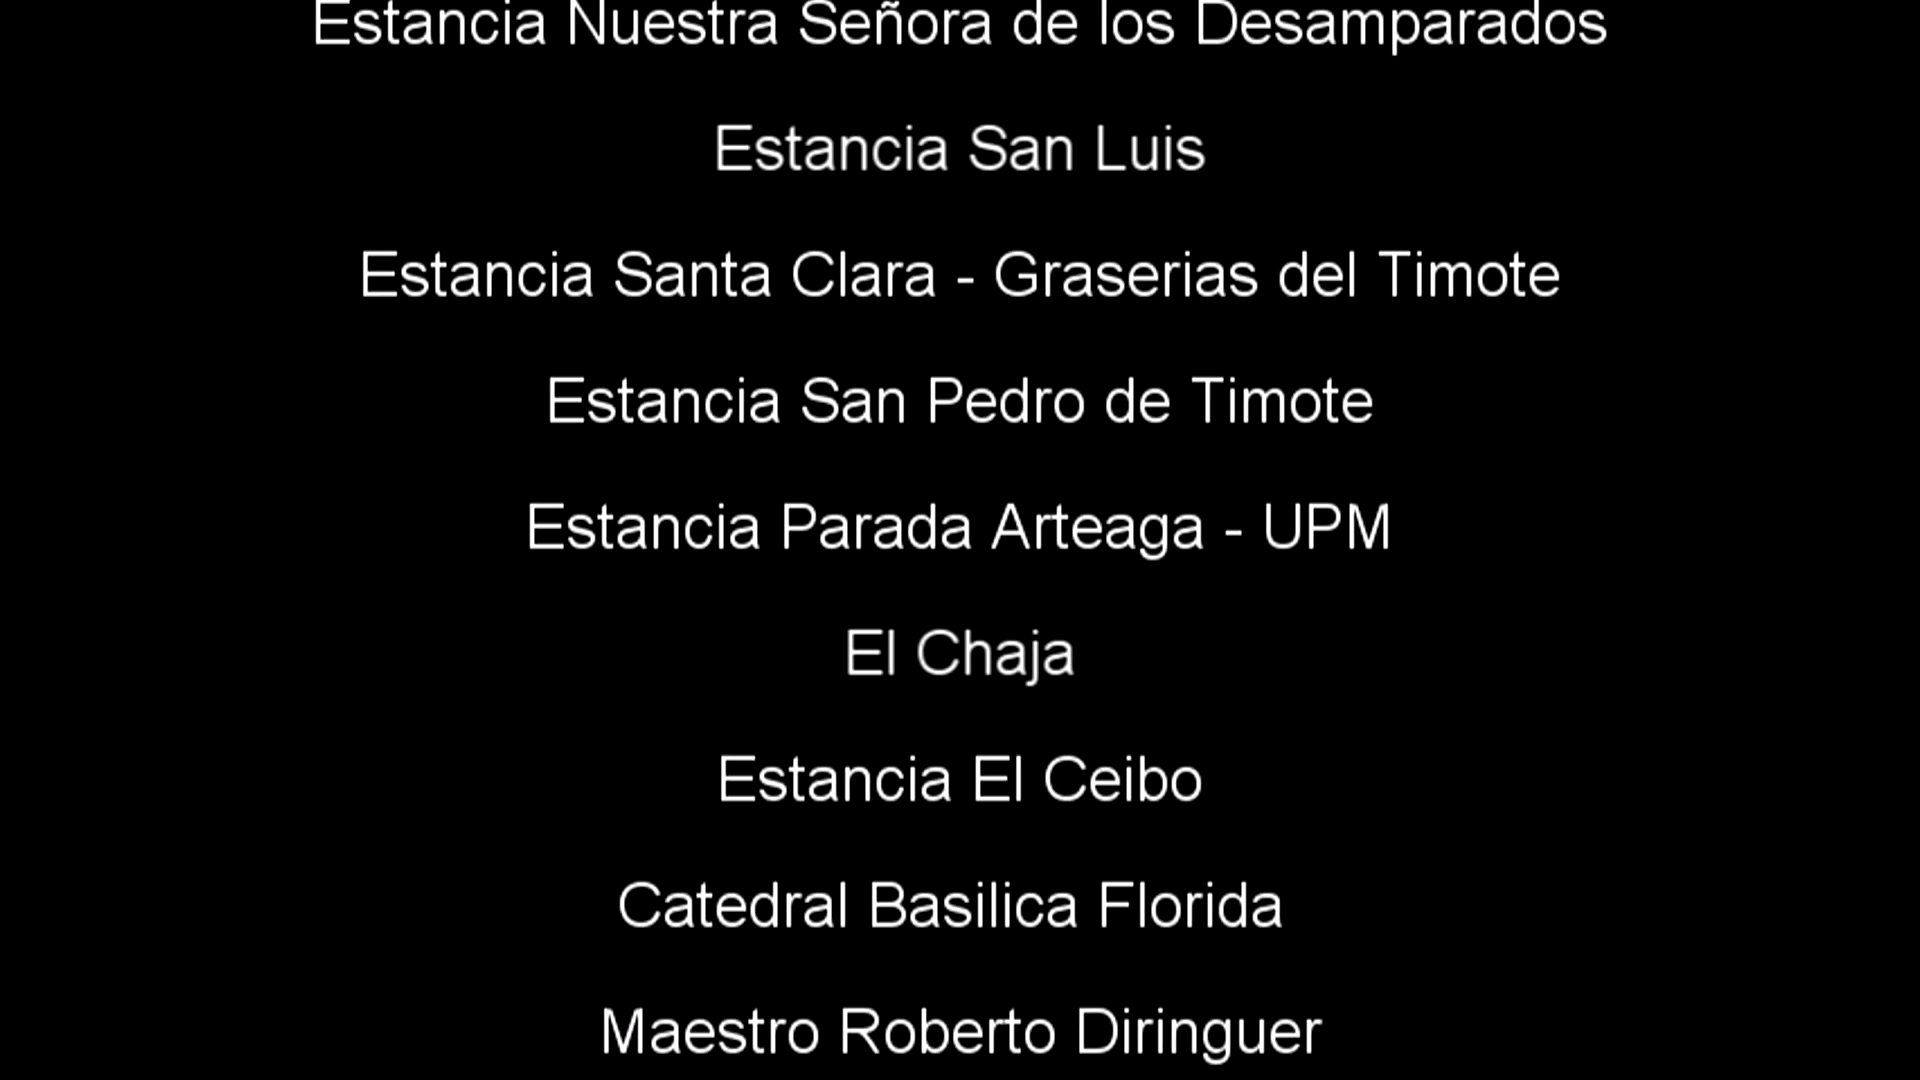 Estancia Nuestra Señora de los Desamparados
Estancia San Luis
Estancia Santa Clara - Graserias del Timote
Estancia San Pedro de Timote
Estancia Parada Arteaga - UPM
El Chaja
Estancia El Ceibo
Catedral Basilica Florida
Maestro Roberto Diringuer